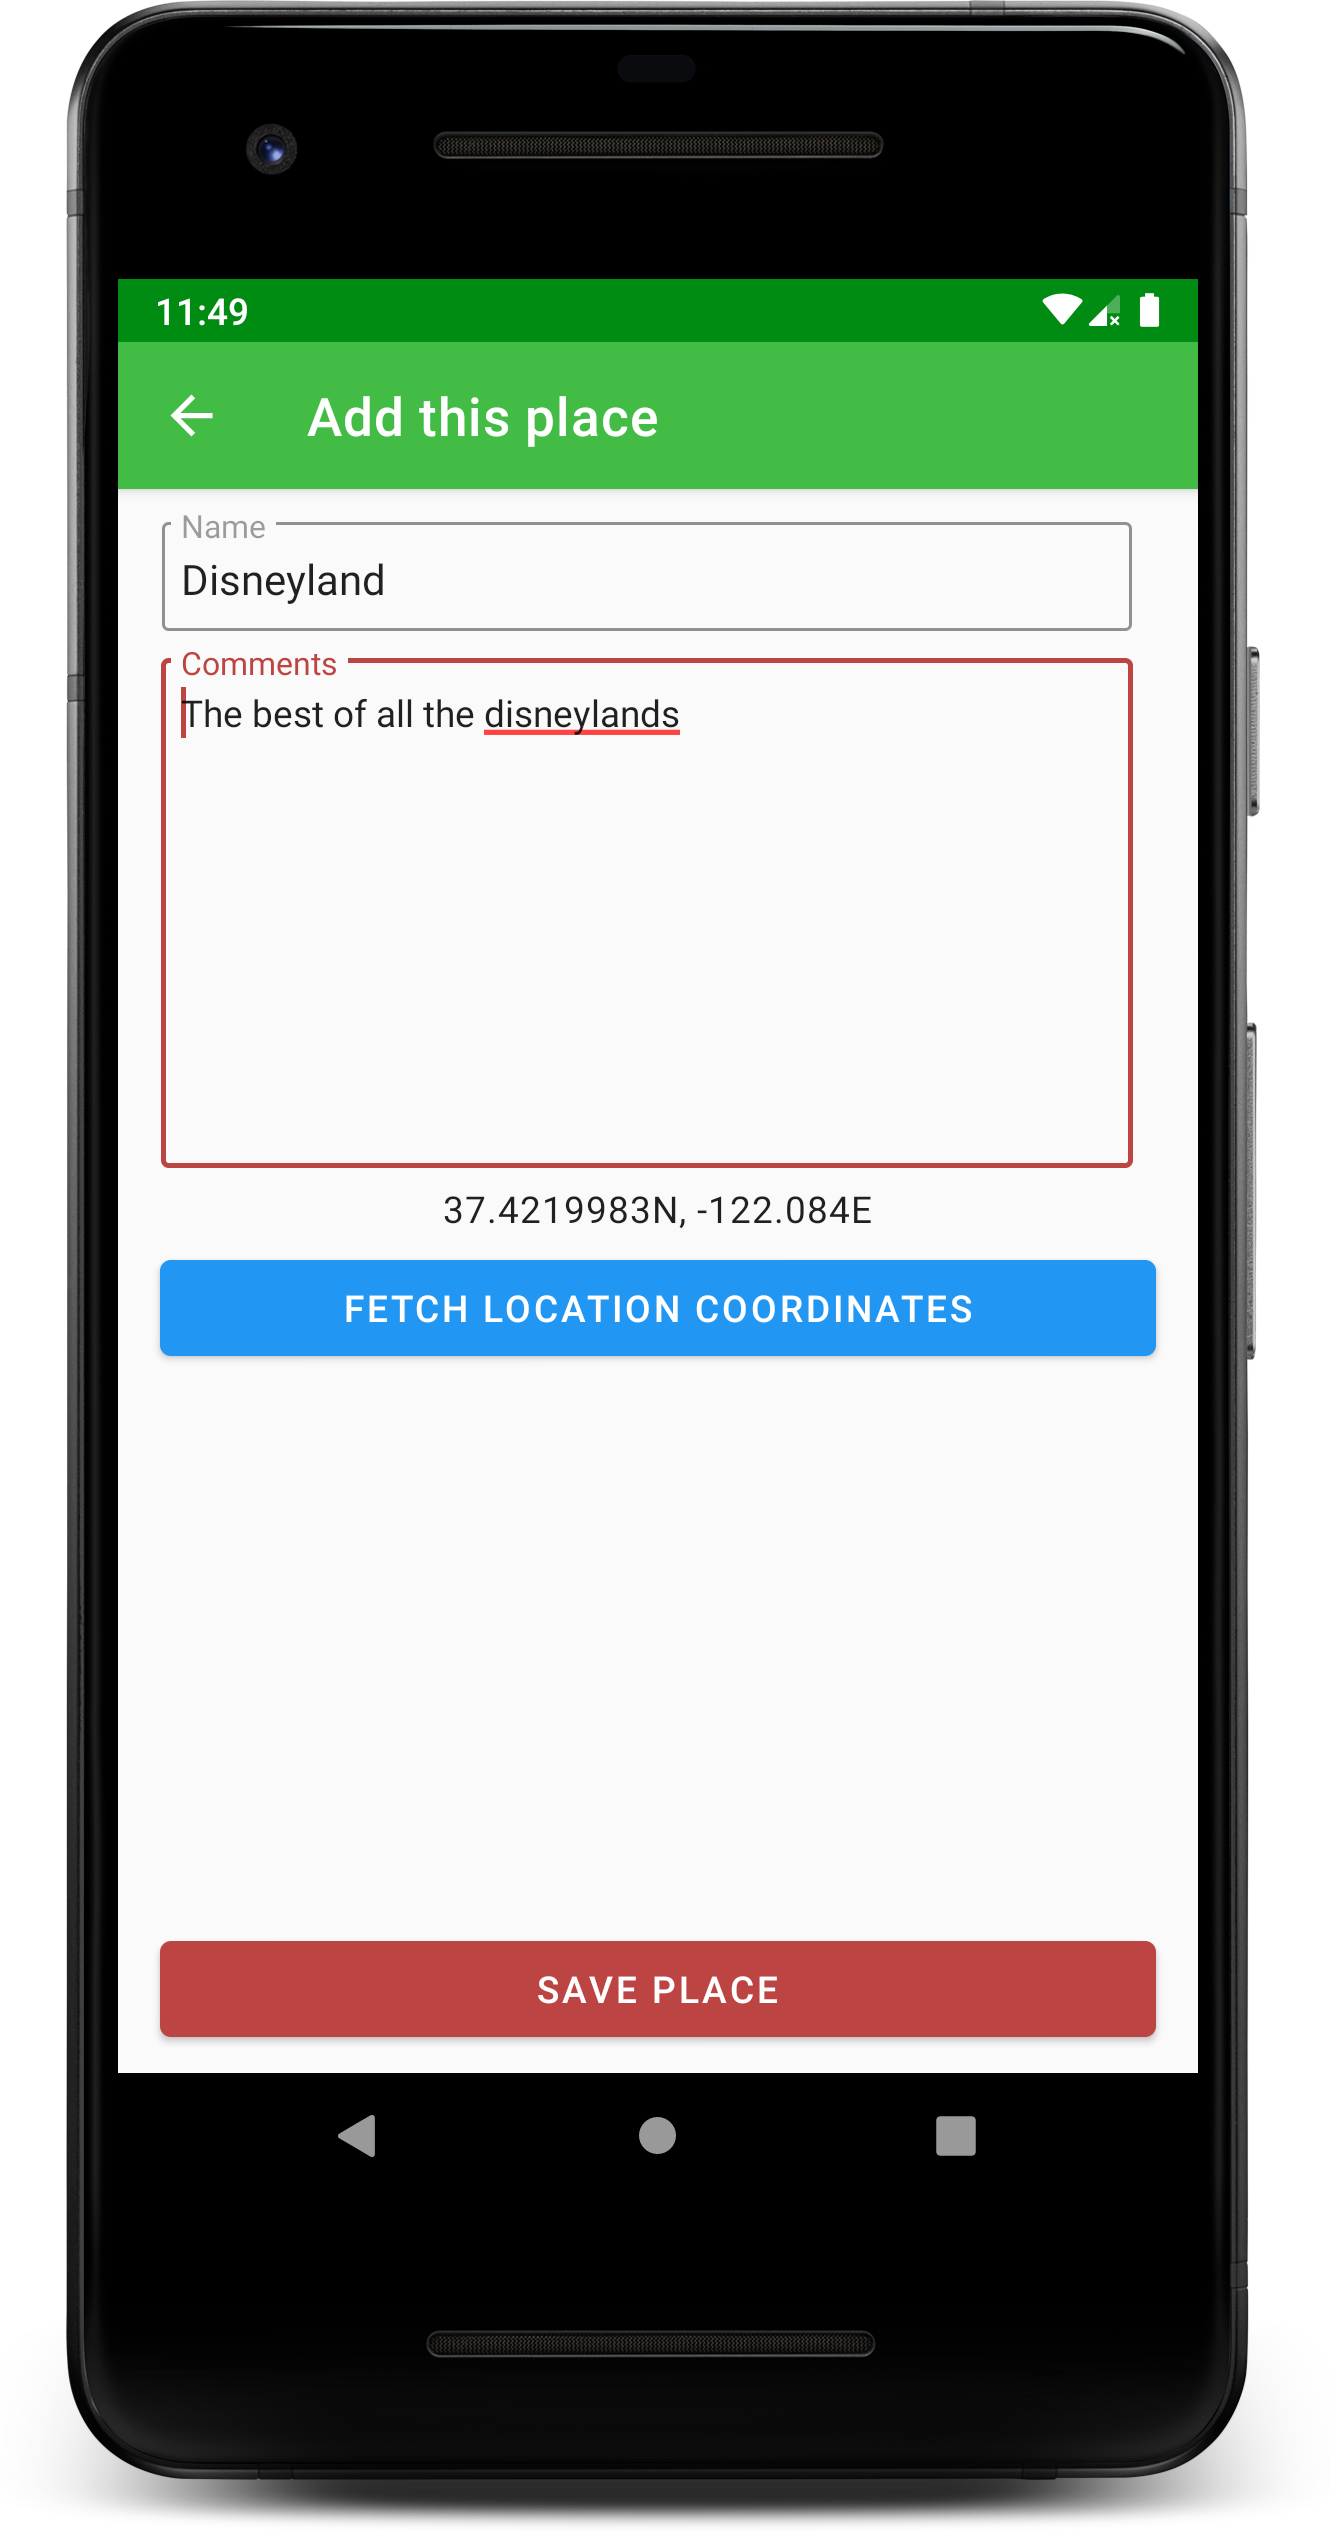 11:49
Add this place
Name
Disneyland
Comments
The best of all the disneylands
37.4219983N, -122.084E
FETCH LOCATION COORDINATES
SAVE PLACE